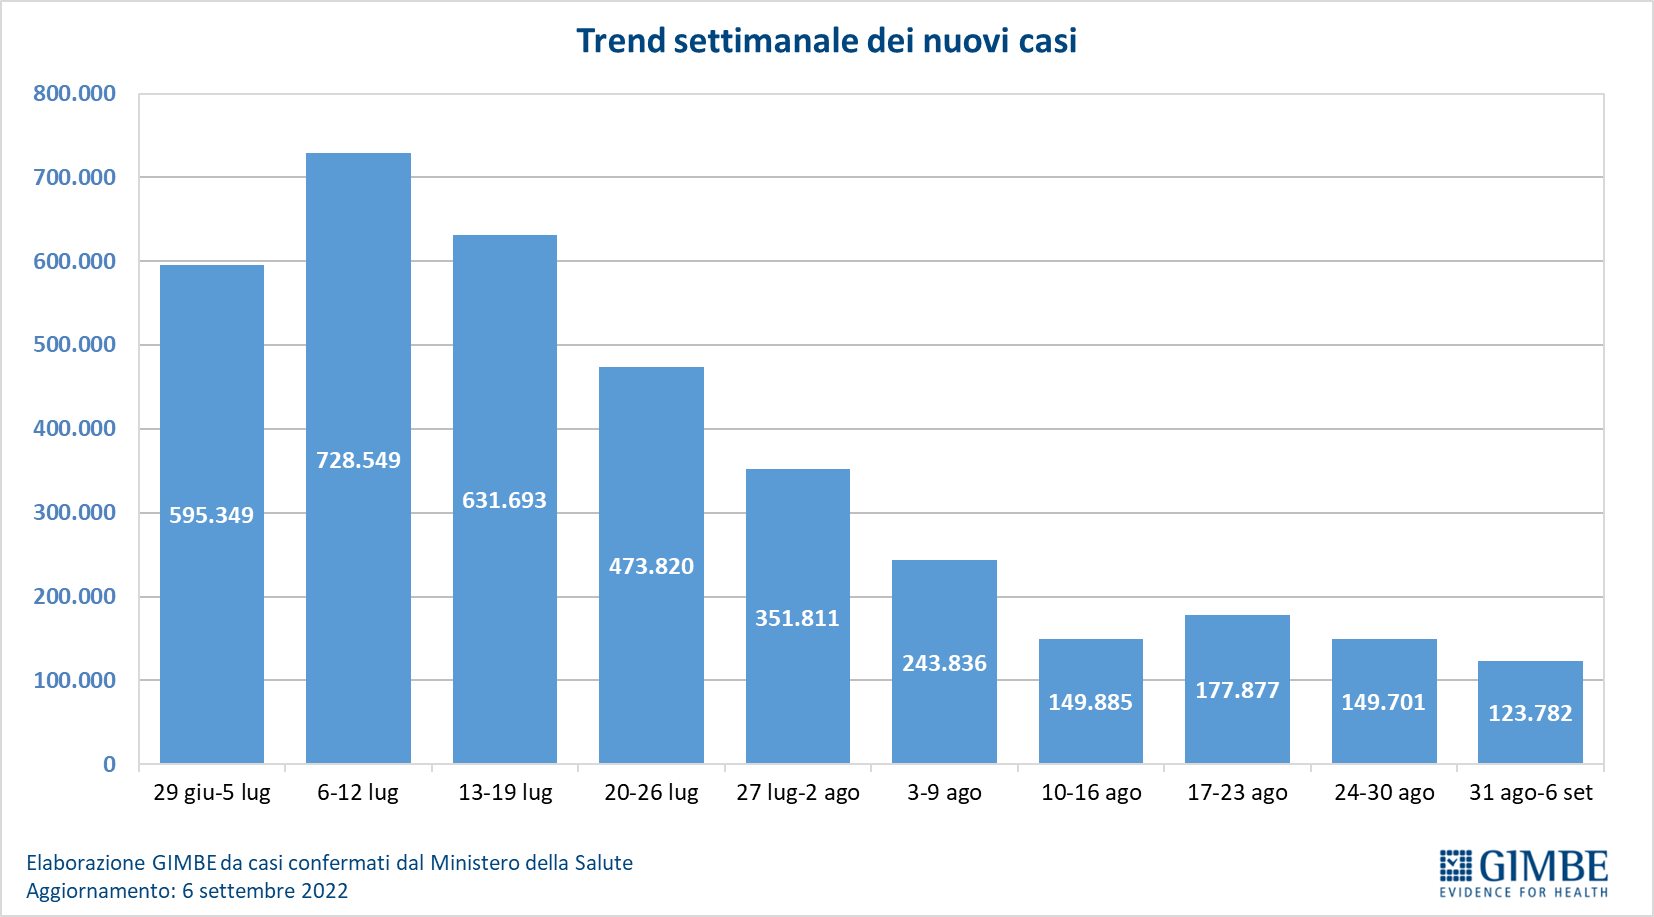 Trend settimanale dei nuovi casi
800.000
700.000
600.000
500.000
400.000
300.000
200.000
100.000
0
595.349
728.549
631.693
473.820
351.811
243.836
149.885
177.877
149.701
123.782
29 giu-5 lug
6-12 lug
13-19 lug
20-26 lug
27 lug-2 ago
3-9 ago
10-16 ago
17-23 ago
24-30 ago
31 ago-6 set
Elaborazione GIMBE da casi confermati dal Ministero della Salute
Aggiornamento: 6 settembre 2022
GIMBE
EVIDENCE FOR HEALTH